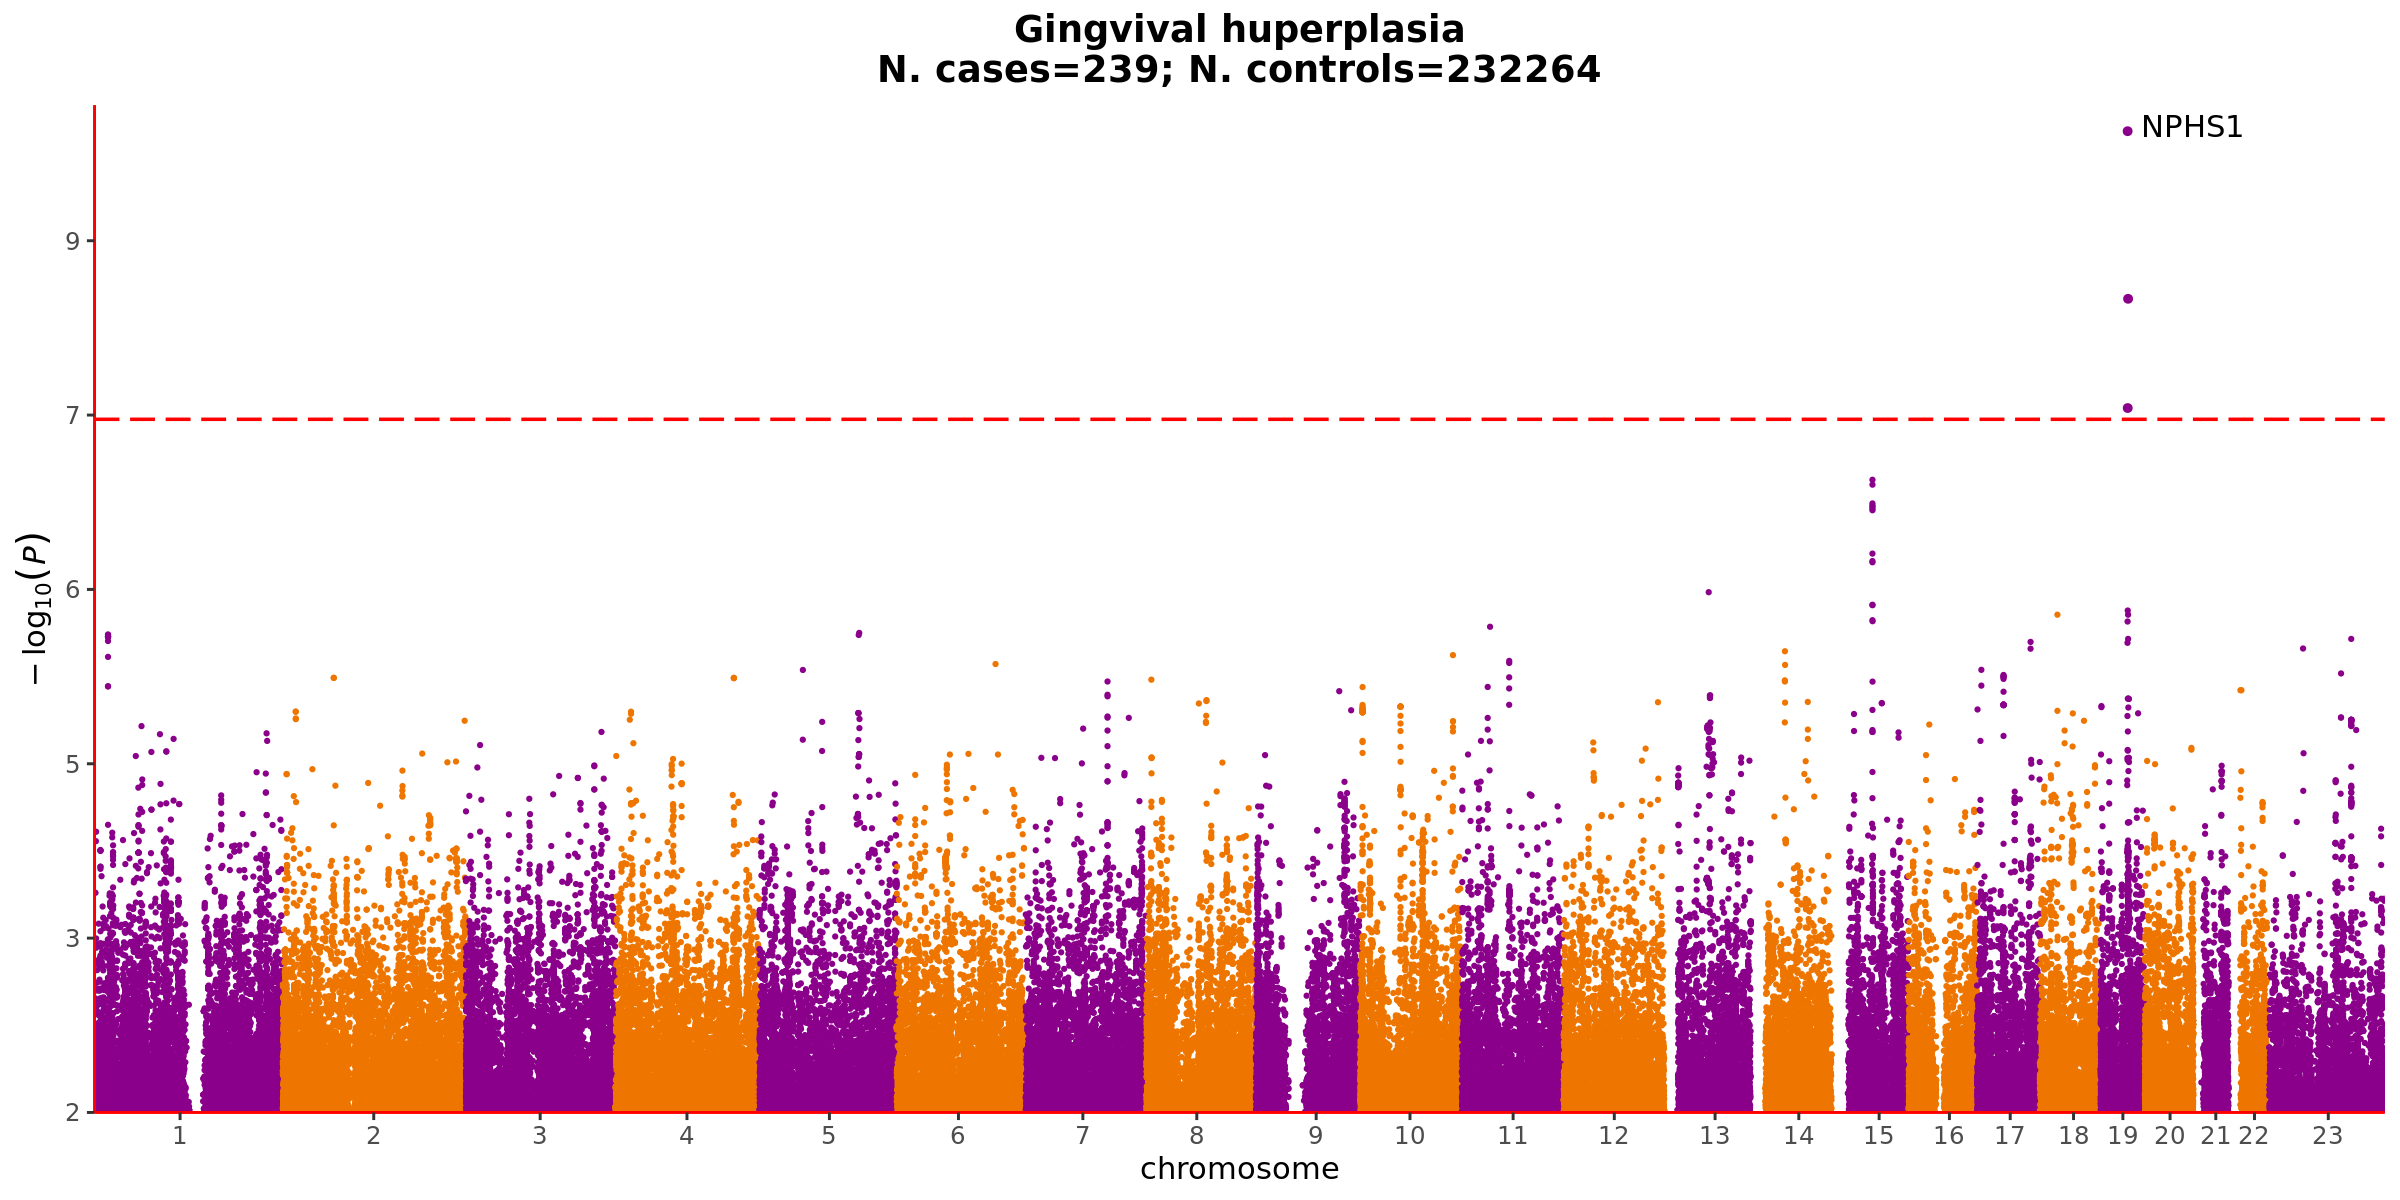 Gingvival huperplasia
N. cases=239; N. controls=232264
NPHS1
9
7
6
5
3
2
−log10(P)
1 2 3 4 5 6 7 8 9 10 11 12 13 14 15 16 17 18 19 20 21 22 23
chromosome